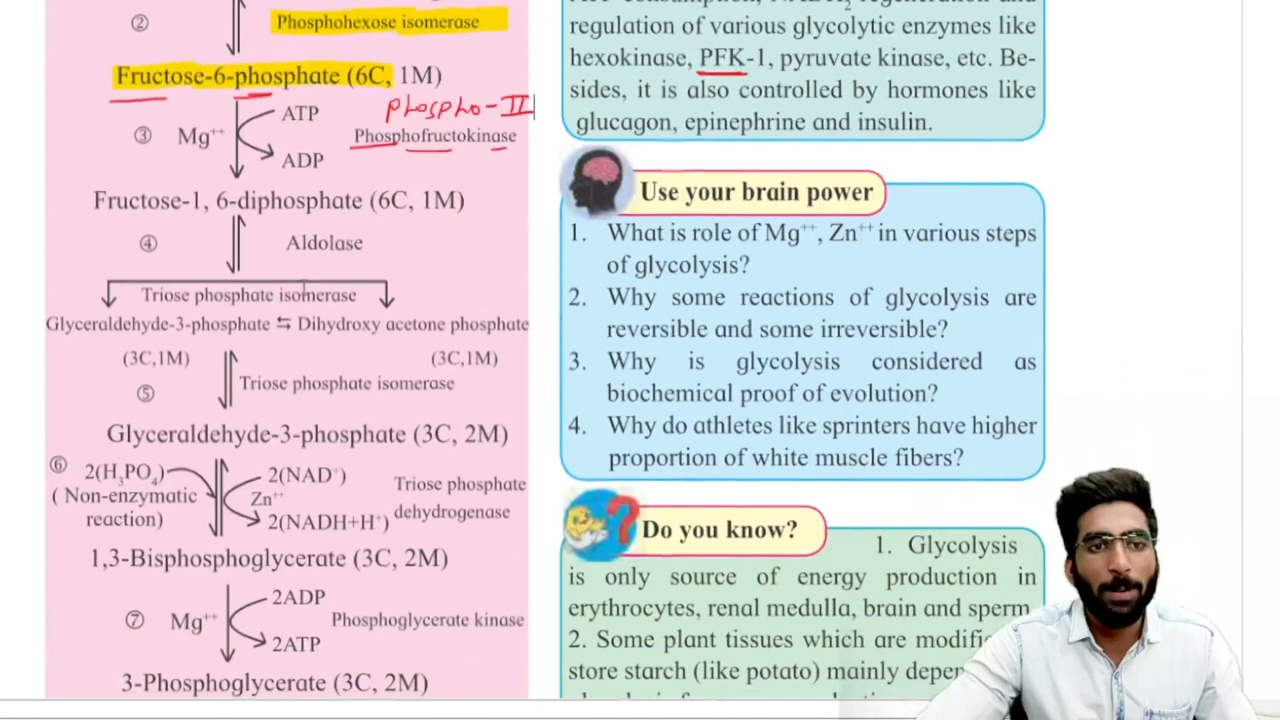 ② Phosphohexose isomerase
Fructose-6-phosphate (6C, 1M)
phospho-II
③ Mg⁺⁺ ATP Phosphofructokinase
ADP
Fructose-1, 6-diphosphate (6C, 1M)
④ Aldolase
Triose phosphate isomerase
Glyceraldehyde-3-phosphate ⇆ Dihydroxy acetone phosphate
(3C,1M) (3C,1M)
⑤ Triose phosphate isomerase
Glyceraldehyde-3-phosphate (3C, 2M)
⑥ 2(H₃PO₄) 2(NAD⁺) Triose phosphate
( Non-enzymatic Zn⁺⁺ dehydrogenase
reaction) 2(NADH+H⁺)
1,3-Bisphosphoglycerate (3C, 2M)
⑦ Mg⁺⁺ 2ADP Phosphoglycerate kinase
2ATP
3-Phosphoglycerate (3C, 2M)
regulation of various glycolytic enzymes like
hexokinase, PFK-1, pyruvate kinase, etc. Be-
sides, it is also controlled by hormones like
glucagon, epinephrine and insulin.
Use your brain power
1. What is role of Mg⁺⁺, Zn⁺⁺ in various steps
of glycolysis?
2. Why some reactions of glycolysis are
reversible and some irreversible?
3. Why is glycolysis considered as
biochemical proof of evolution?
4. Why do athletes like sprinters have higher
proportion of white muscle fibers?
Do you know?
1. Glycolysis
is only source of energy production in
erythrocytes, renal medulla, brain and sperm
2. Some plant tissues which are
store starch (like potato) mainly